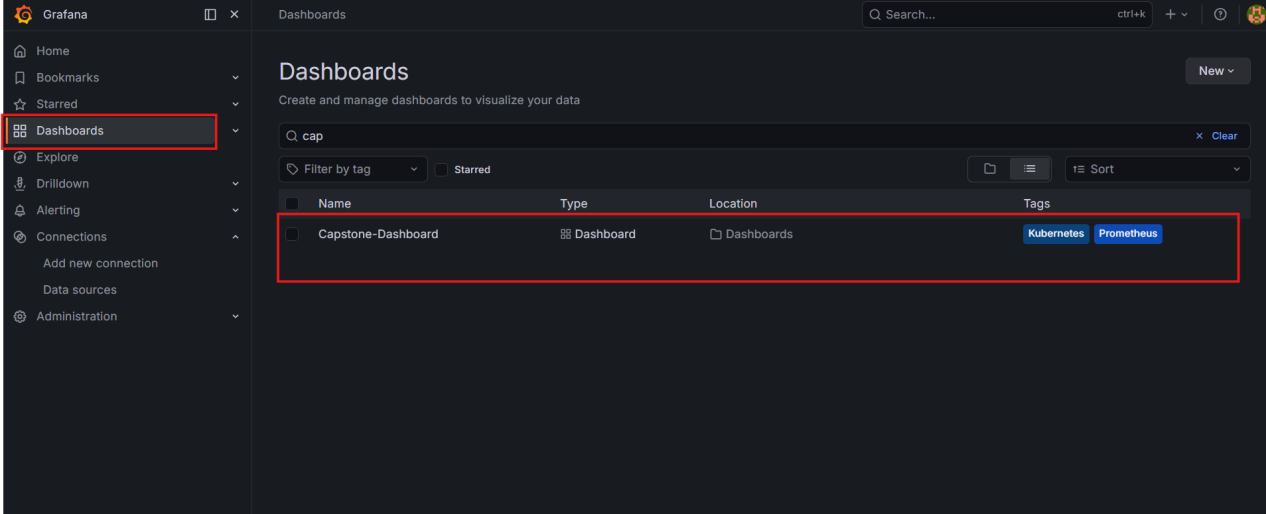 Grafana
Dashboards
Search...
ctrl+k
Home
Bookmarks
Starred
Dashboards
Explore
Drilldown
Alerting
Connections
Add new connection
Data sources
Administration
Dashboards
New
Create and manage dashboards to visualize your data
cap
Clear
Filter by tag
Starred
Sort
Name Type Location Tags
Capstone-Dashboard Dashboard Dashboards Kubernetes Prometheus